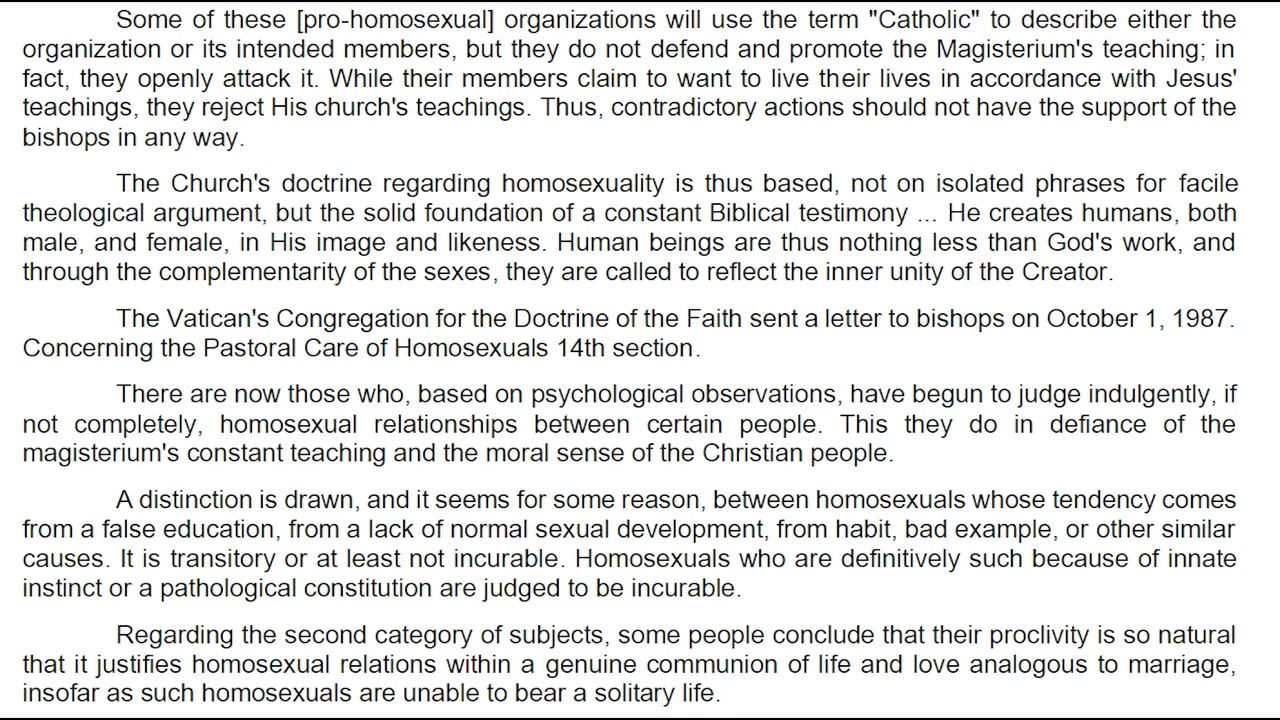 Some of these [pro-homosexual] organizations will use the term "Catholic" to describe either the
organization or its intended members, but they do not defend and promote the Magisterium's teaching; in
fact, they openly attack it. While their members claim to want to live their lives in accordance with Jesus'
teachings, they reject His church's teachings. Thus, contradictory actions should not have the support of the
bishops in any way.
The Church's doctrine regarding homosexuality is thus based, not on isolated phrases for facile
theological argument, but the solid foundation of a constant Biblical testimony ... He creates humans, both
male, and female, in His image and likeness. Human beings are thus nothing less than God's work, and
through the complementarity of the sexes, they are called to reflect the inner unity of the Creator.
The Vatican's Congregation for the Doctrine of the Faith sent a letter to bishops on October 1, 1987.
Concerning the Pastoral Care of Homosexuals 14th section.
There are now those who, based on psychological observations, have begun to judge indulgently, if
not completely, homosexual relationships between certain people. This they do in defiance of the
magisterium's constant teaching and the moral sense of the Christian people.
A distinction is drawn, and it seems for some reason, between homosexuals whose tendency comes
from a false education, from a lack of normal sexual development, from habit, bad example, or other similar
causes. It is transitory or at least not incurable. Homosexuals who are definitively such because of innate
instinct or a pathological constitution are judged to be incurable.
Regarding the second category of subjects, some people conclude that their proclivity is so natural
that it justifies homosexual relations within a genuine communion of life and love analogous to marriage,
insofar as such homosexuals are unable to bear a solitary life.